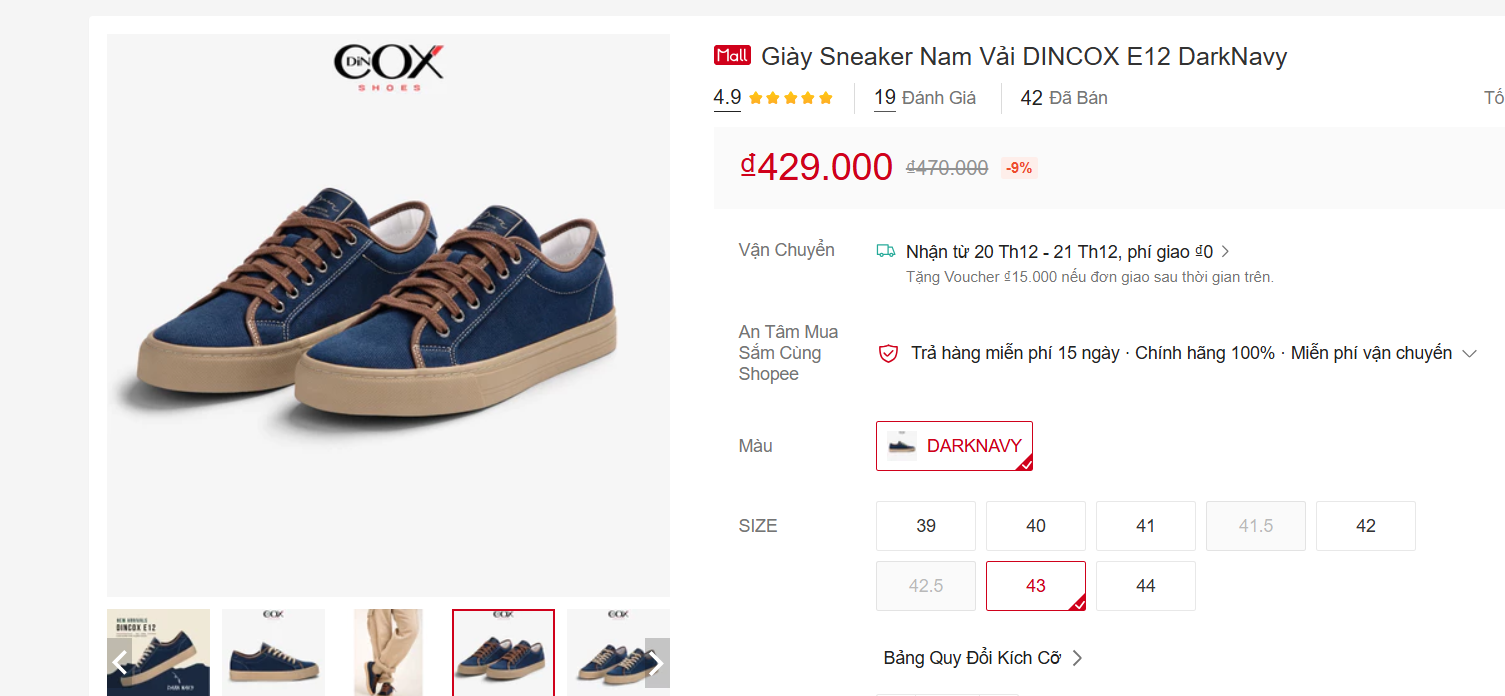 DiN COX
SHOES
Mall Giày Sneaker Nam Vải DINCOX E12 DarkNavy
4.9 19 Đánh Giá 42 Đã Bán Tố
₫429.000 ₫470.000 -9%
Vận Chuyển Nhận từ 20 Th12 - 21 Th12, phí giao ₫0
Tặng Voucher ₫15.000 nếu đơn giao sau thời gian trên.
An Tâm Mua
Sắm Cùng
Shopee
Trả hàng miễn phí 15 ngày · Chính hãng 100% · Miễn phí vận chuyển
Màu DARKNAVY
SIZE 39 40 41 41.5 42
42.5 43 44
Bảng Quy Đổi Kích Cỡ
NEW ARRIVALS
DINCOX E12
DARK NAVY
COX
COX
COX